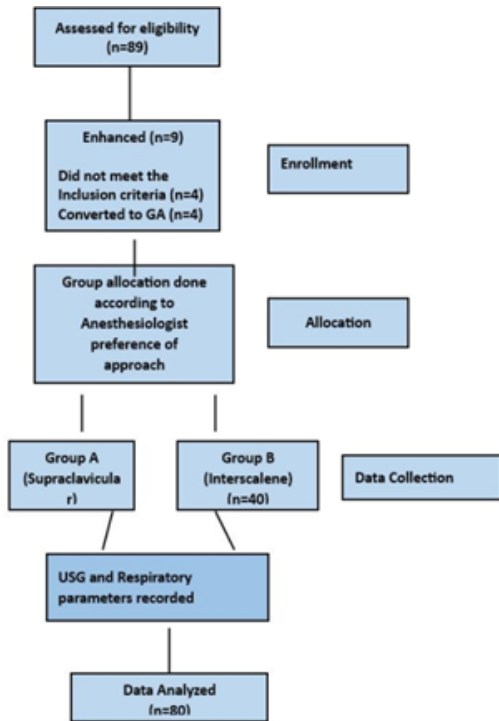 Assessed for eligibility
(n=89)
Enhanced (n=9)
Did not meet the
Inclusion criteria (n=4)
Converted to GA (n=4)
Enrollment
Group allocation done
according to
Anesthesiologist
preference of
approach
Allocation
Group A
(Supraclavicula
r)
Group B
(Interscalene)
(n=40)
Data Collection
USG and Respiratory
parameters recorded
Data Analyzed
(n=80)